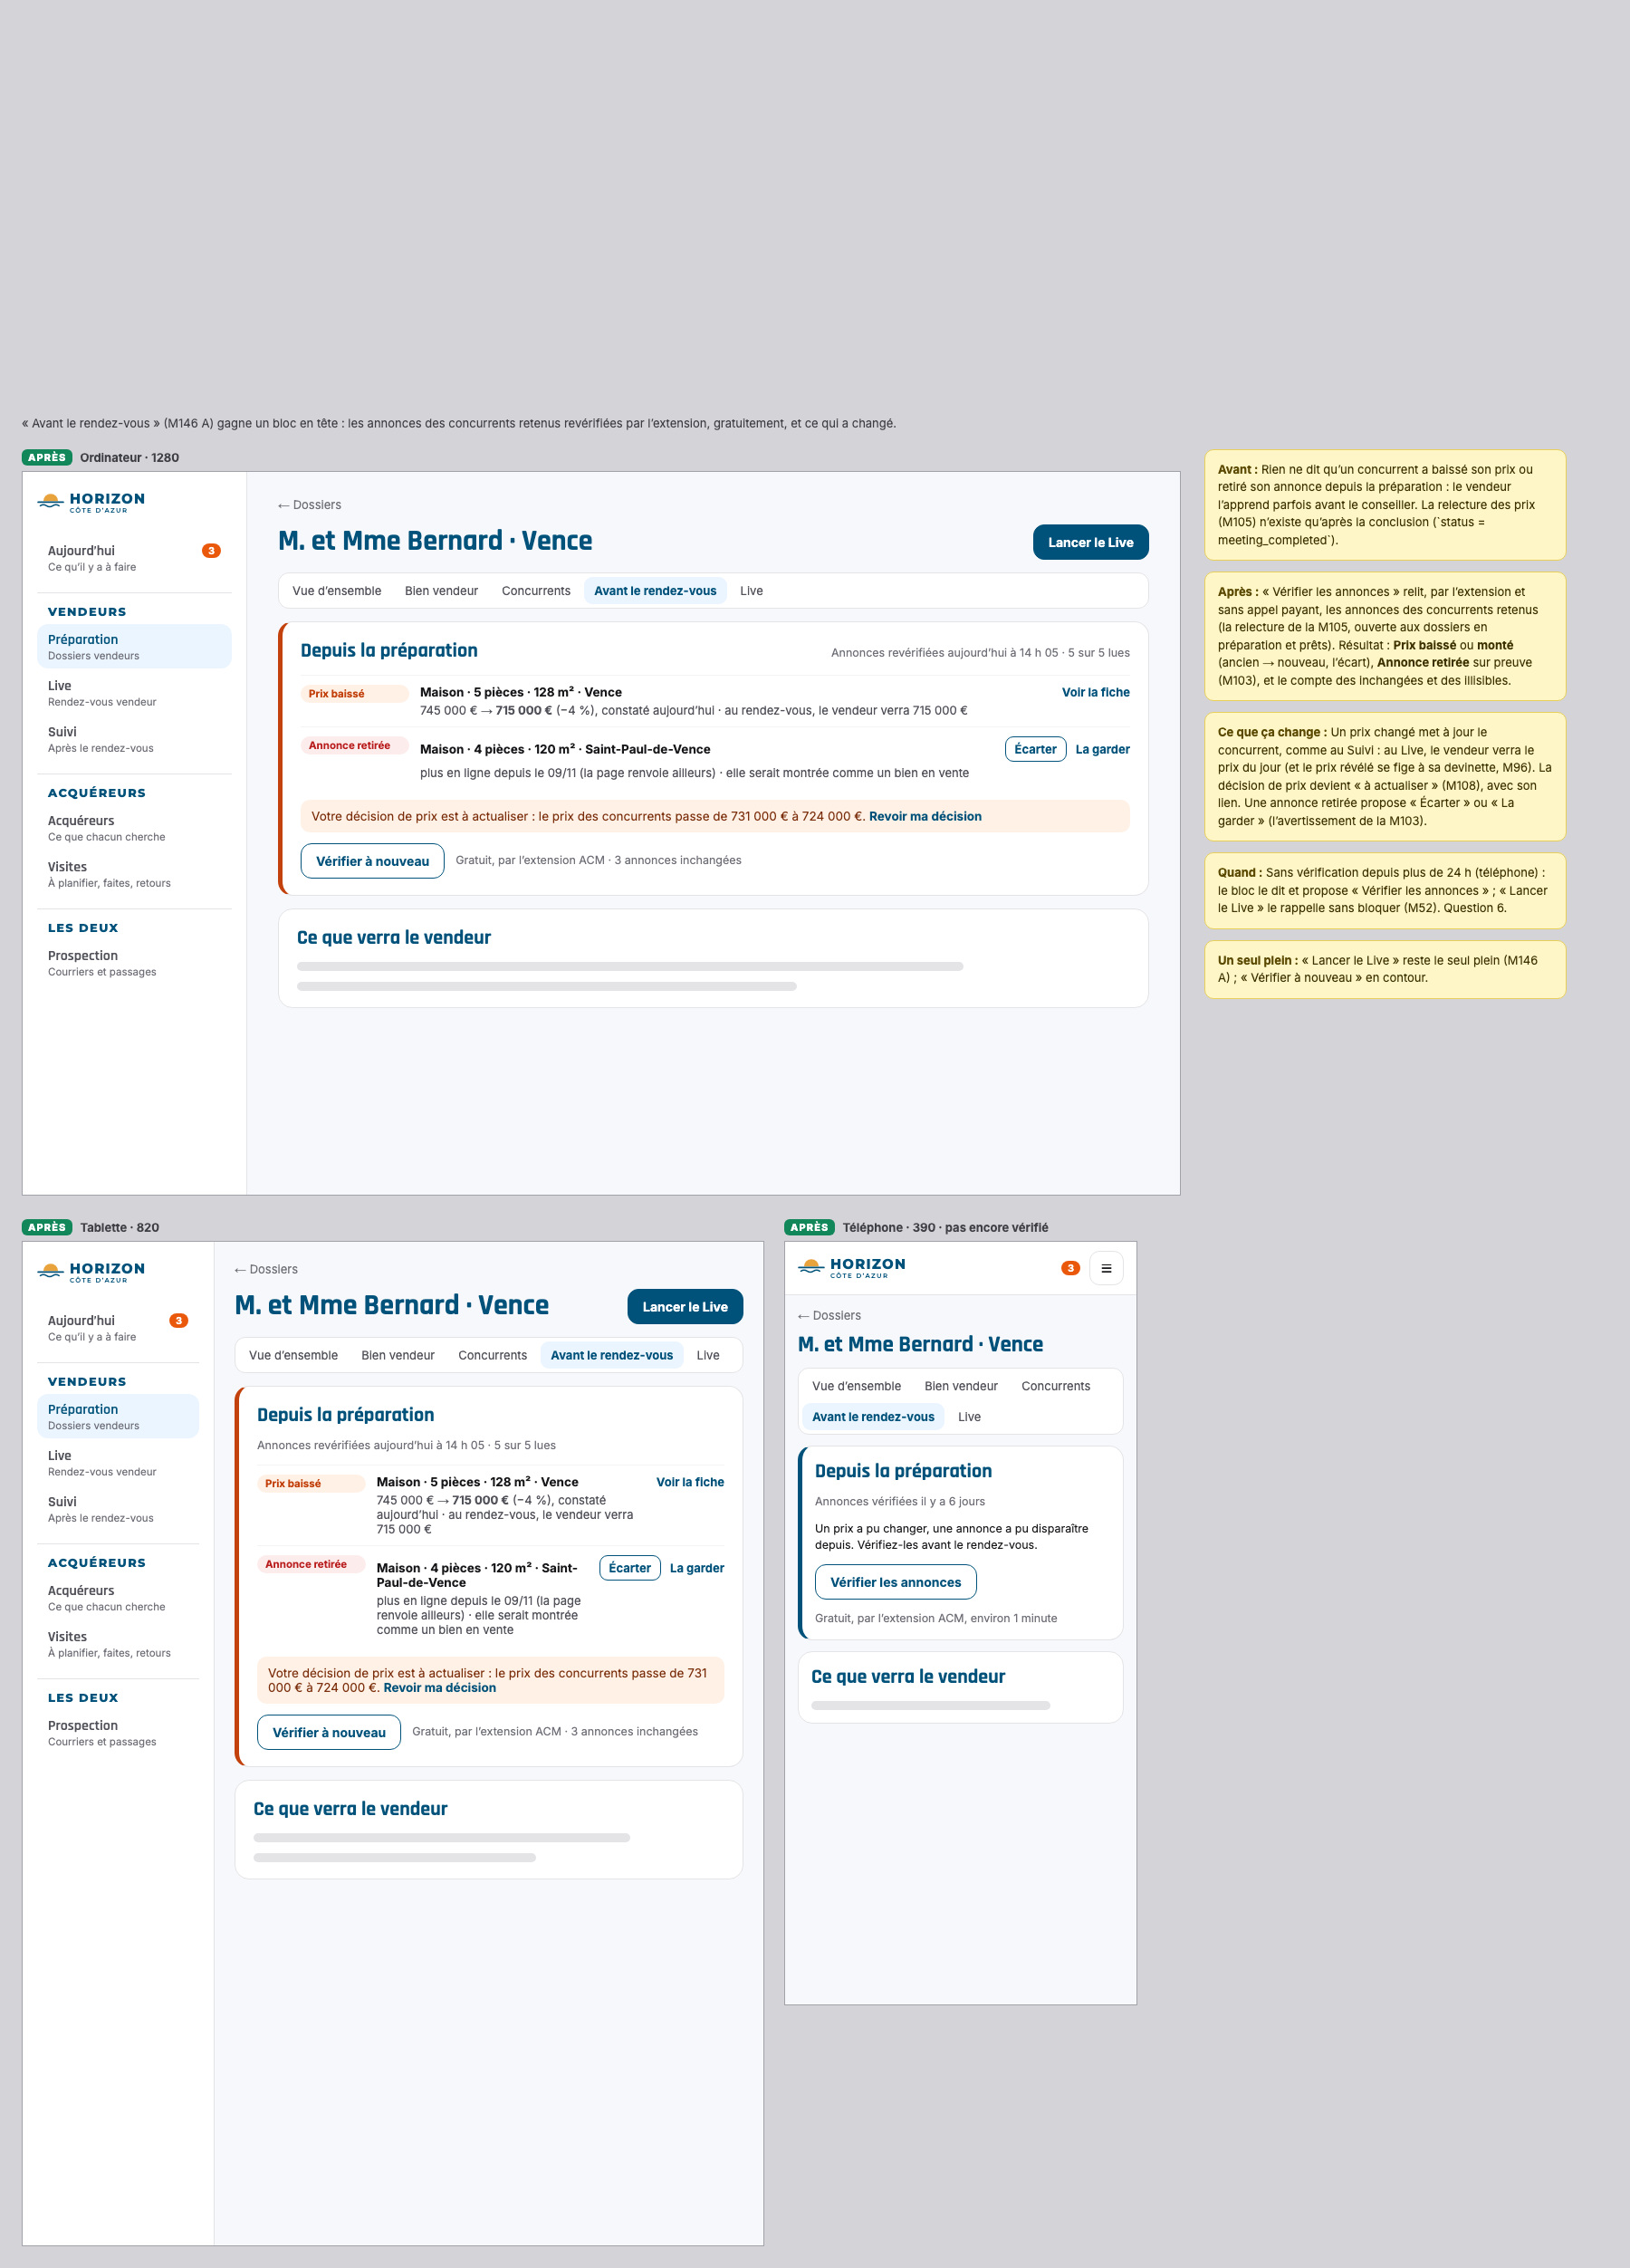 « Avant le rendez-vous » (M146 A) gagne un bloc en tête : les annonces des concurrents retenus revérifiées par l’extension, gratuitement, et ce qui a changé.
APRÈS Ordinateur · 1280
HORIZON
CÔTE D'AZUR
Aujourd’hui 3
Ce qu’il y a à faire
VENDEURS
Préparation
Dossiers vendeurs
Live
Rendez-vous vendeur
Suivi
Après le rendez-vous
ACQUÉREURS
Acquéreurs
Ce que chacun cherche
Visites
À planifier, faites, retours
LES DEUX
Prospection
Courriers et passages
← Dossiers
M. et Mme Bernard · Vence
Lancer le Live
Vue d’ensemble Bien vendeur Concurrents Avant le rendez-vous Live
Depuis la préparation
Annonces revérifiées aujourd’hui à 14 h 05 · 5 sur 5 lues
Prix baissé Maison · 5 pièces · 128 m² · Vence Voir la fiche
745 000 € → 715 000 € (−4 %), constaté aujourd’hui · au rendez-vous, le vendeur verra 715 000 €
Annonce retirée Maison · 4 pièces · 120 m² · Saint-Paul-de-Vence Écarter La garder
plus en ligne depuis le 09/11 (la page renvoie ailleurs) · elle serait montrée comme un bien en vente
Votre décision de prix est à actualiser : le prix des concurrents passe de 731 000 € à 724 000 €. Revoir ma décision
Vérifier à nouveau Gratuit, par l’extension ACM · 3 annonces inchangées
Ce que verra le vendeur
Avant : Rien ne dit qu’un concurrent a baissé son prix ou
retiré son annonce depuis la préparation : le vendeur
l’apprend parfois avant le conseiller. La relecture des prix
(M105) n’existe qu’après la conclusion (`status =
meeting_completed`).
Après : « Vérifier les annonces » relit, par l’extension et
sans appel payant, les annonces des concurrents retenus
(la relecture de la M105, ouverte aux dossiers en
préparation et prêts). Résultat : Prix baissé ou monté
(ancien → nouveau, l’écart), Annonce retirée sur preuve
(M103), et le compte des inchangées et des illisibles.
Ce que ça change : Un prix changé met à jour le
concurrent, comme au Suivi : au Live, le vendeur verra le
prix du jour (et le prix révélé se fige à sa devinette, M96). La
décision de prix devient « à actualiser » (M108), avec son
lien. Une annonce retirée propose « Écarter » ou « La
garder » (l’avertissement de la M103).
Quand : Sans vérification depuis plus de 24 h (téléphone) :
le bloc le dit et propose « Vérifier les annonces » ; « Lancer
le Live » le rappelle sans bloquer (M52). Question 6.
Un seul plein : « Lancer le Live » reste le seul plein (M146
A) ; « Vérifier à nouveau » en contour.
APRÈS Tablette · 820
HORIZON
CÔTE D'AZUR
Aujourd’hui 3
Ce qu’il y a à faire
VENDEURS
Préparation
Dossiers vendeurs
Live
Rendez-vous vendeur
Suivi
Après le rendez-vous
ACQUÉREURS
Acquéreurs
Ce que chacun cherche
Visites
À planifier, faites, retours
LES DEUX
Prospection
Courriers et passages
← Dossiers
M. et Mme Bernard · Vence
Lancer le Live
Vue d’ensemble Bien vendeur Concurrents Avant le rendez-vous Live
Depuis la préparation
Annonces revérifiées aujourd’hui à 14 h 05 · 5 sur 5 lues
Prix baissé Maison · 5 pièces · 128 m² · Vence Voir la fiche
745 000 € → 715 000 € (−4 %), constaté
aujourd’hui · au rendez-vous, le vendeur verra
715 000 €
Annonce retirée Maison · 4 pièces · 120 m² · Saint- Écarter La garder
Paul-de-Vence
plus en ligne depuis le 09/11 (la page
renvoie ailleurs) · elle serait montrée
comme un bien en vente
Votre décision de prix est à actualiser : le prix des concurrents passe de 731
000 € à 724 000 €. Revoir ma décision
Vérifier à nouveau Gratuit, par l’extension ACM · 3 annonces inchangées
Ce que verra le vendeur
APRÈS Téléphone · 390 · pas encore vérifié
HORIZON
CÔTE D'AZUR
3 ☰
← Dossiers
M. et Mme Bernard · Vence
Vue d’ensemble Bien vendeur Concurrents
Avant le rendez-vous Live
Depuis la préparation
Annonces vérifiées il y a 6 jours
Un prix a pu changer, une annonce a pu disparaître
depuis. Vérifiez-les avant le rendez-vous.
Vérifier les annonces
Gratuit, par l’extension ACM, environ 1 minute
Ce que verra le vendeur